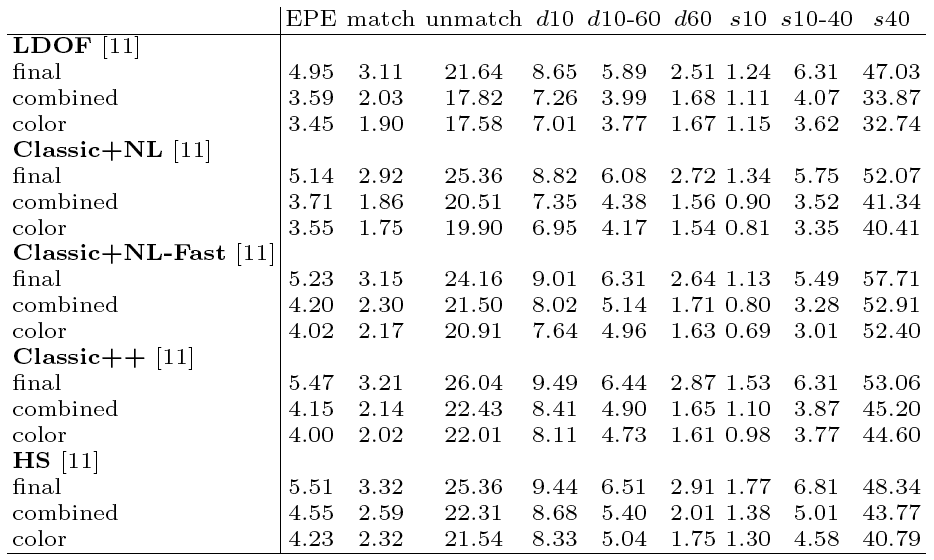 EPE match unmatch d10 d10-60 d60 s10 s10-40 s40
LDOF [11]
final 4.95 3.11 21.64 8.65 5.89 2.51 1.24 6.31 47.03
combined 3.59 2.03 17.82 7.26 3.99 1.68 1.11 4.07 33.87
color 3.45 1.90 17.58 7.01 3.77 1.67 1.15 3.62 32.74
Classic+NL [11]
final 5.14 2.92 25.36 8.82 6.08 2.72 1.34 5.75 52.07
combined 3.71 1.86 20.51 7.35 4.38 1.56 0.90 3.52 41.34
color 3.55 1.75 19.90 6.95 4.17 1.54 0.81 3.35 40.41
Classic+NL-Fast [11]
final 5.23 3.15 24.16 9.01 6.31 2.64 1.13 5.49 57.71
combined 4.20 2.30 21.50 8.02 5.14 1.71 0.80 3.28 52.91
color 4.02 2.17 20.91 7.64 4.96 1.63 0.69 3.01 52.40
Classic++ [11]
final 5.47 3.21 26.04 9.49 6.44 2.87 1.53 6.31 53.06
combined 4.15 2.14 22.43 8.41 4.90 1.65 1.10 3.87 45.20
color 4.00 2.02 22.01 8.11 4.73 1.61 0.98 3.77 44.60
HS [11]
final 5.51 3.32 25.36 9.44 6.51 2.91 1.77 6.81 48.34
combined 4.55 2.59 22.31 8.68 5.40 2.01 1.38 5.01 43.77
color 4.23 2.32 21.54 8.33 5.04 1.75 1.30 4.58 40.79